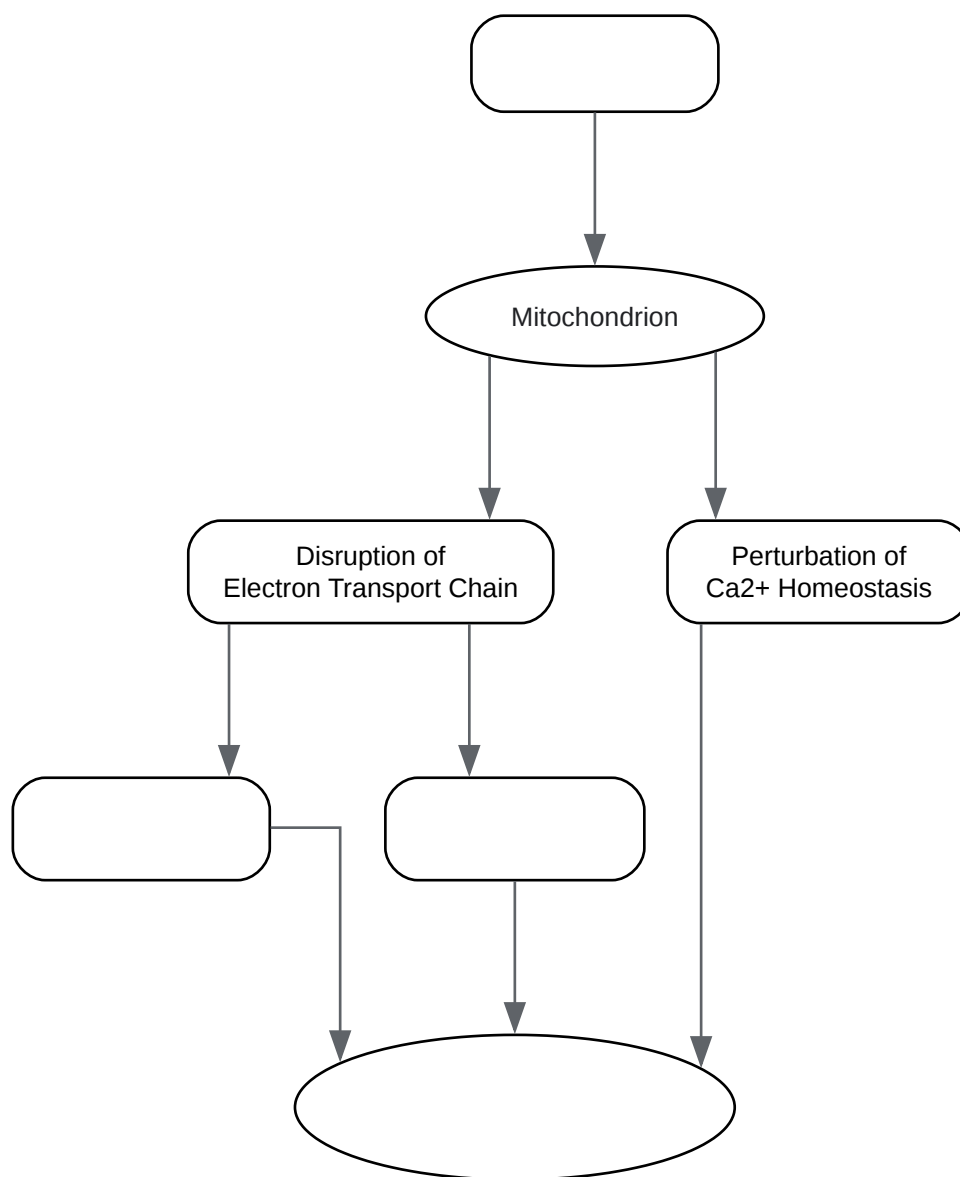 Mitochondrion
Disruption of
Electron Transport Chain
Perturbation of
Ca2+ Homeostasis